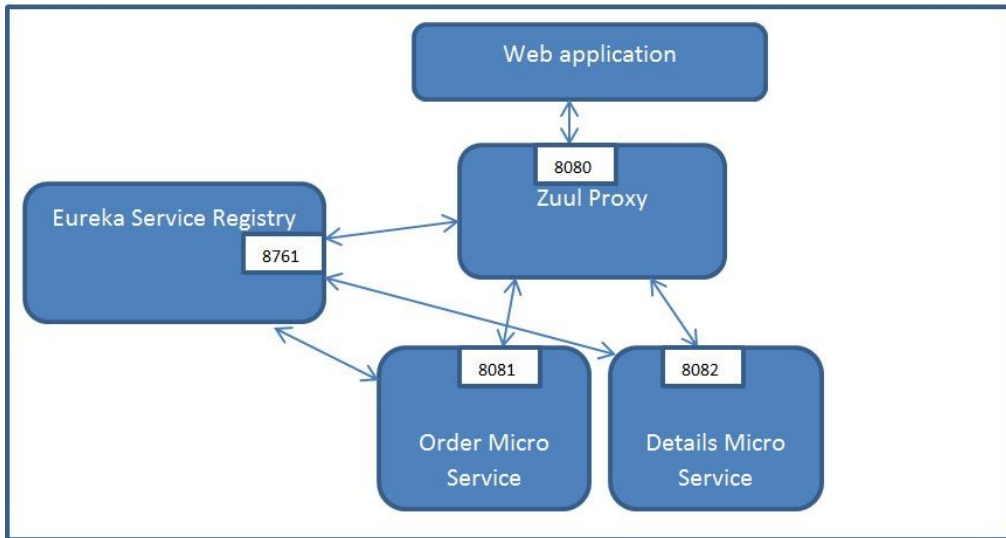 Web application
8080
Zuul Proxy
Eureka Service Registry
8761
8081
Order Micro
Service
8082
Details Micro
Service